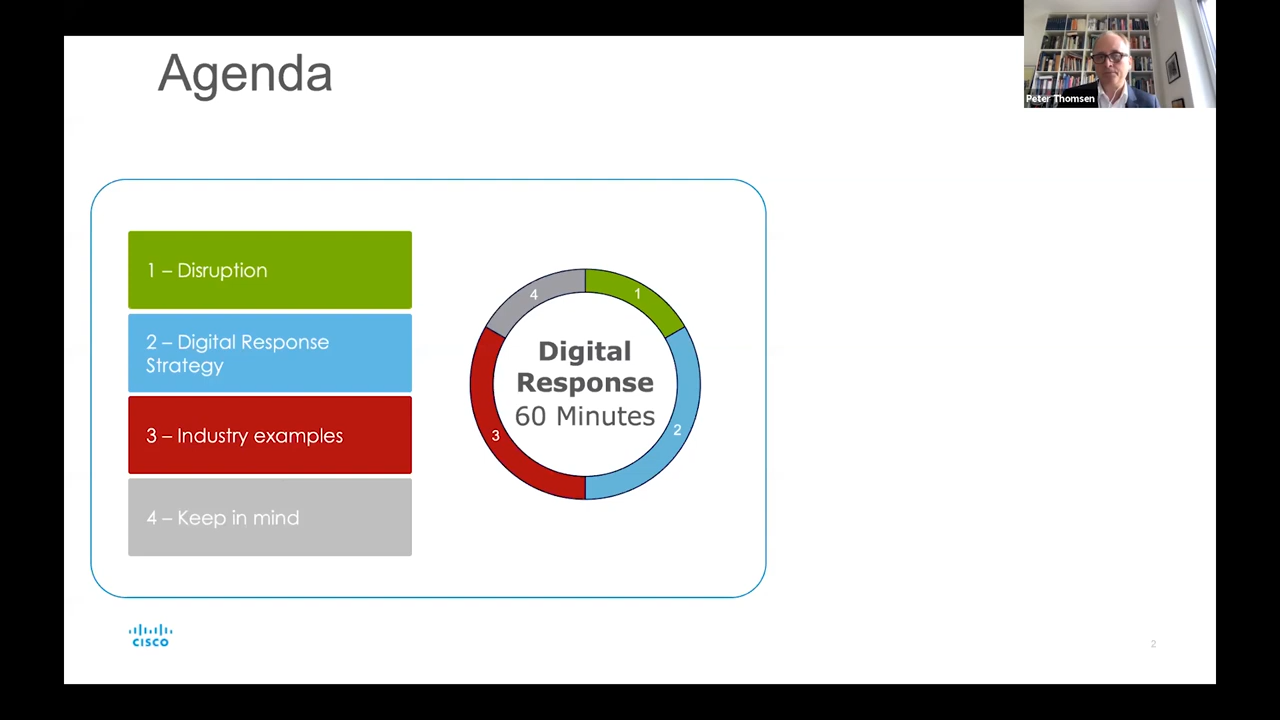 Agenda
Peter Thomsen
1 – Disruption
2 – Digital Response
Strategy
3 – Industry examples
4 – Keep in mind
4
1
Digital
Response
60 Minutes
3
2
CISCO
2